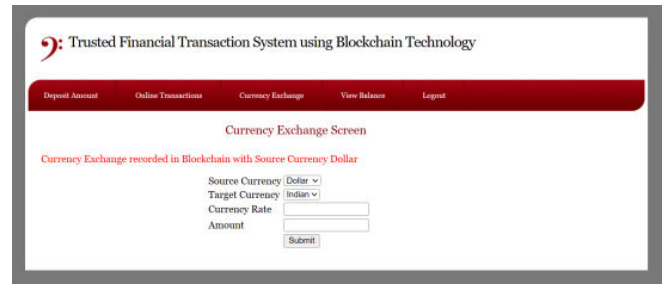 Trusted Financial Transaction System using Blockchain Technology
Deposit Amount Online Transactions Currency Exchange View Balance Logout
Currency Exchange Screen
Currency Exchange recorded in Blockchain with Source Currency Dollar
Source Currency Dollar
Target Currency Indian
Currency Rate
Amount
Submit